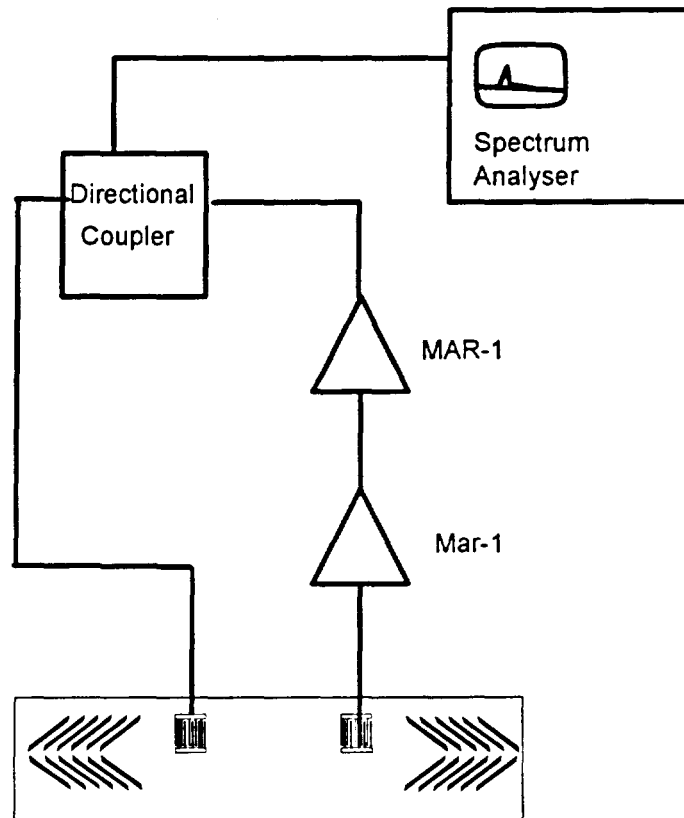 Spectrum
Analyser
Directional
Coupler
MAR-1
Mar-1